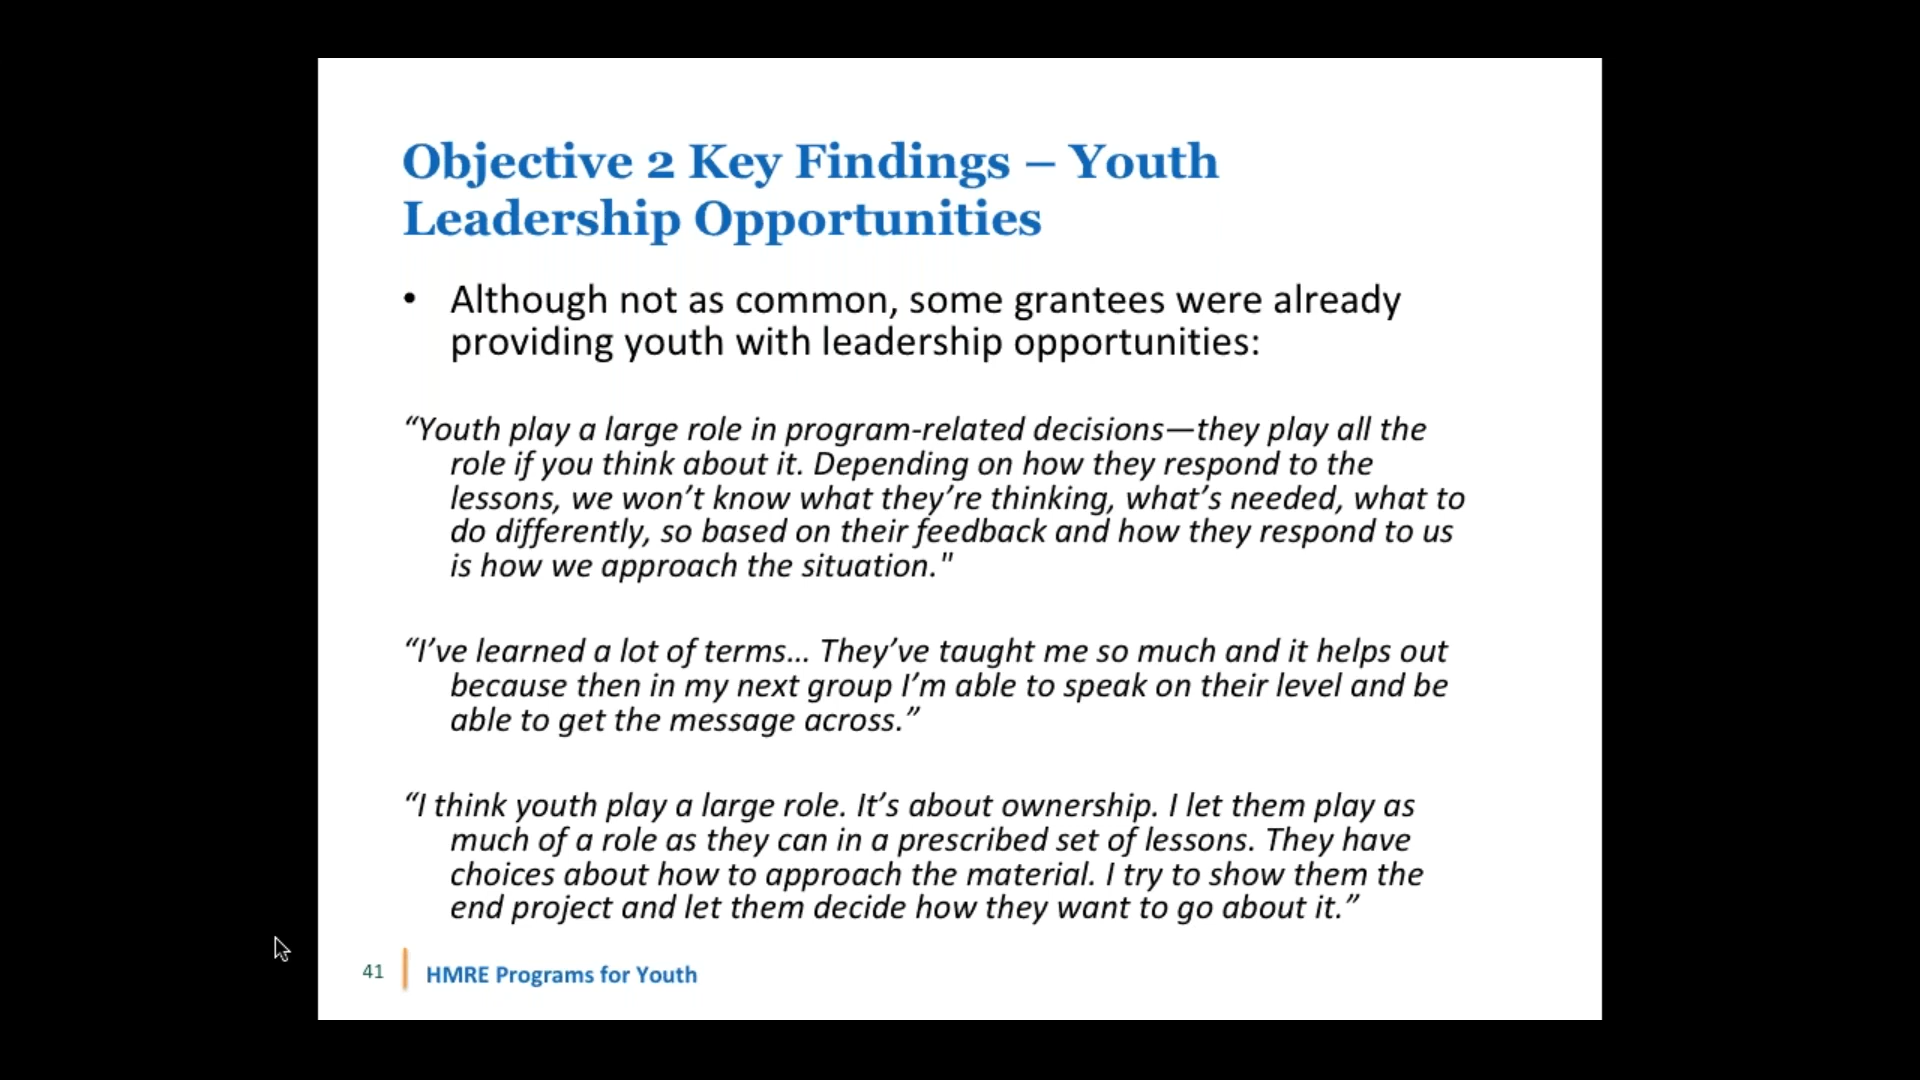 Objective 2 Key Findings – Youth
Leadership Opportunities
• Although not as common, some grantees were already
providing youth with leadership opportunities:
“Youth play a large role in program-related decisions—they play all the
role if you think about it. Depending on how they respond to the
lessons, we won’t know what they’re thinking, what’s needed, what to
do differently, so based on their feedback and how they respond to us
is how we approach the situation."
“I’ve learned a lot of terms… They’ve taught me so much and it helps out
because then in my next group I’m able to speak on their level and be
able to get the message across.”
“I think youth play a large role. It’s about ownership. I let them play as
much of a role as they can in a prescribed set of lessons. They have
choices about how to approach the material. I try to show them the
end project and let them decide how they want to go about it.”
41 HMRE Programs for Youth